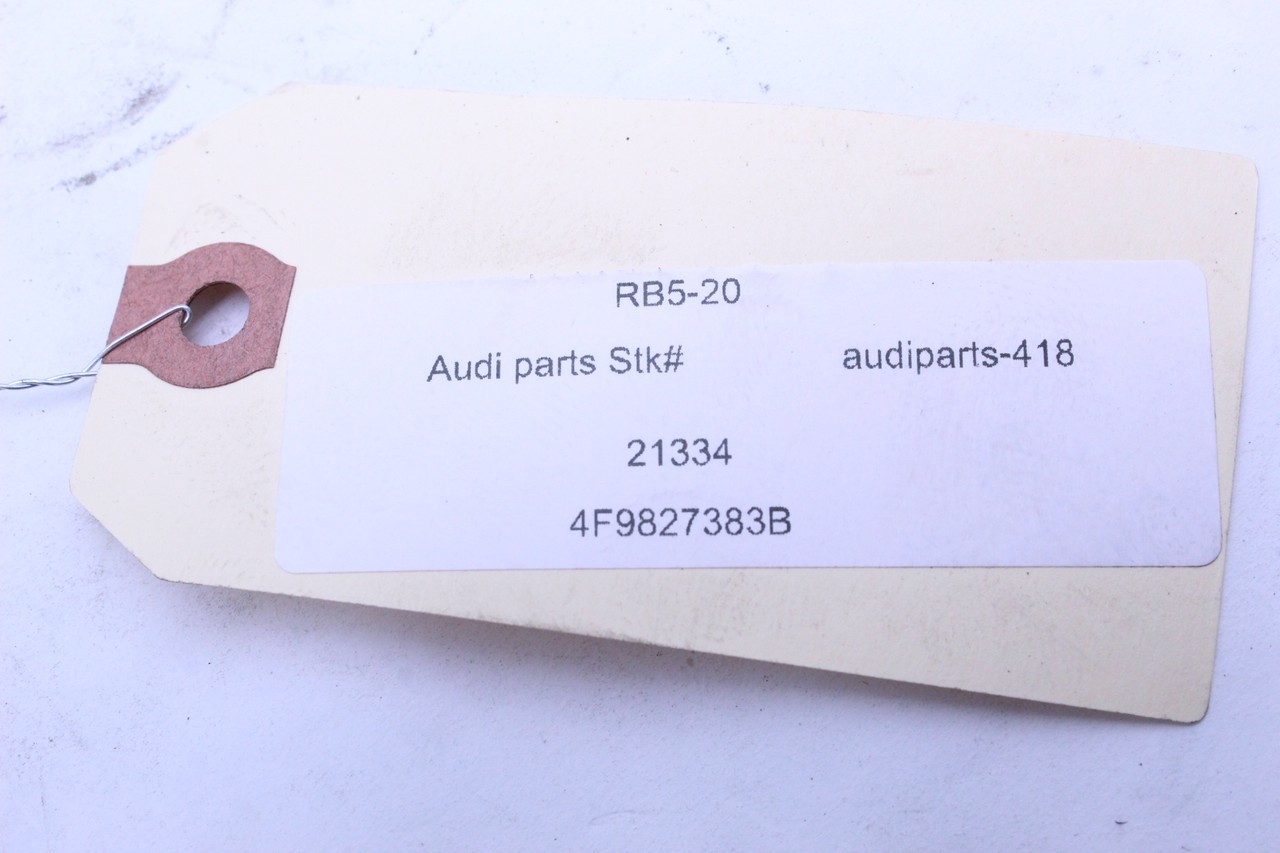 RB5-20
Audi parts Stk# audiparts-418
21334
4F9827383B